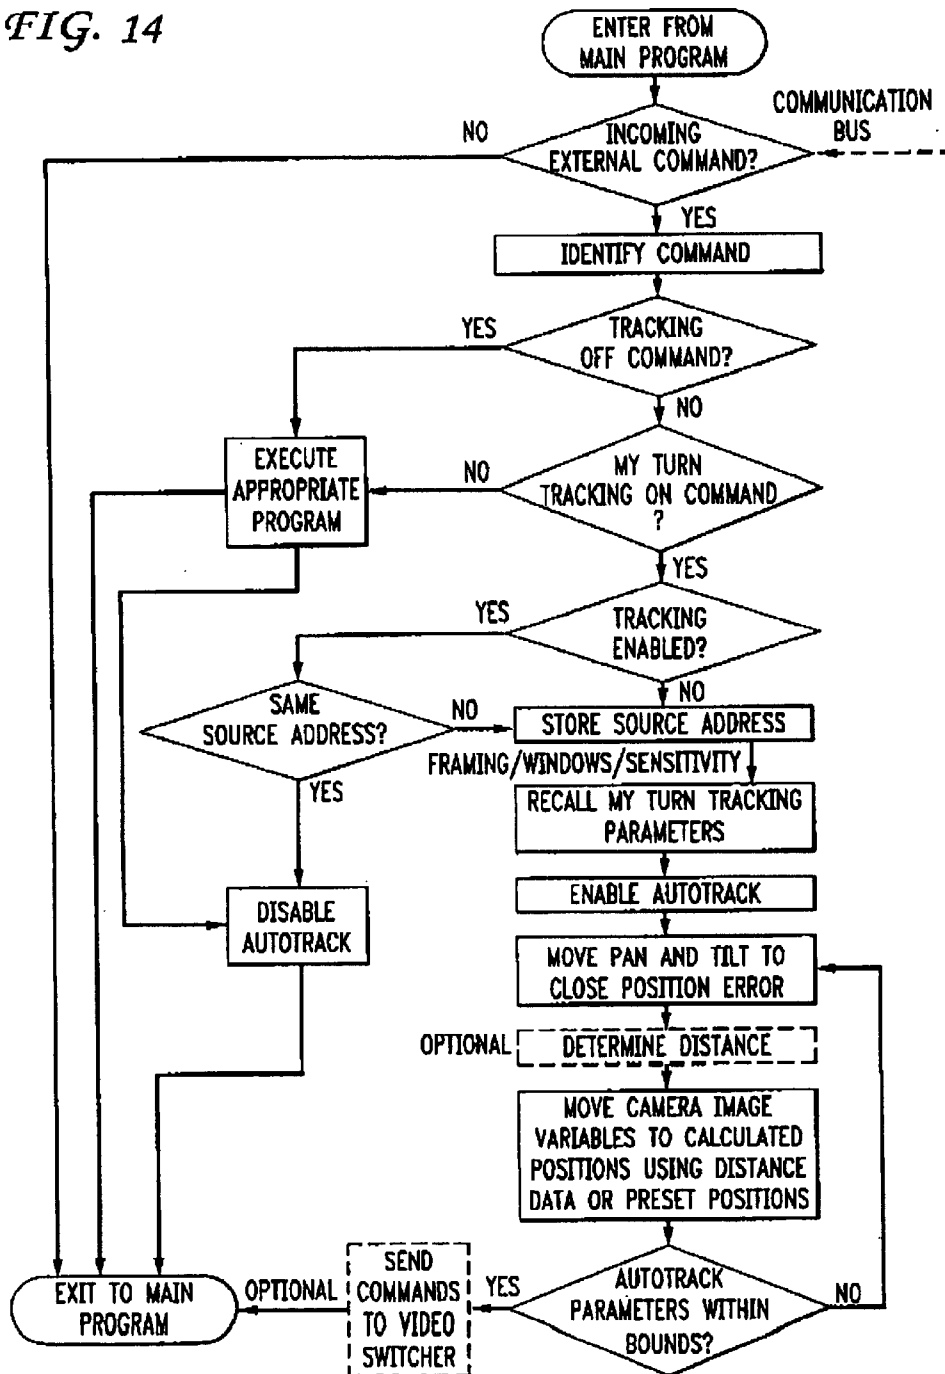 FIG. 14
ENTER FROM
MAIN PROGRAM
COMMUNICATION
BUS
NO
INCOMING
EXTERNAL COMMAND?
YES
IDENTIFY COMMAND
YES
TRACKING
OFF COMMAND?
NO
EXECUTE
APPROPRIATE
PROGRAM
NO
MY TURN
TRACKING ON COMMAND
?
YES
YES
TRACKING
ENABLED?
NO
SAME
SOURCE ADDRESS?
NO
STORE SOURCE ADDRESS
FRAMING/WINDOWS/SENSITIVITY
YES
RECALL MY TURN TRACKING
PARAMETERS
ENABLE AUTOTRACK
DISABLE
AUTOTRACK
MOVE PAN AND TILT TO
CLOSE POSITION ERROR
OPTIONAL
DETERMINE DISTANCE
MOVE CAMERA IMAGE
VARIABLES TO CALCULATED
POSITIONS USING DISTANCE
DATA OR PRESET POSITIONS
EXIT TO MAIN
PROGRAM
OPTIONAL
SEND
COMMANDS
TO VIDEO
SWITCHER
YES
AUTOTRACK
PARAMETERS WITHIN
BOUNDS?
NO